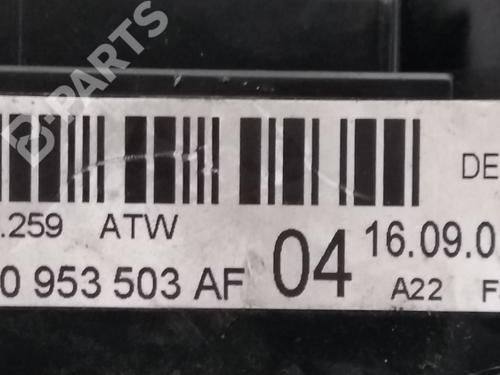 B-PARTS
DE
.259 ATW
0 953 503 AF 04 16.09.0
A22 F